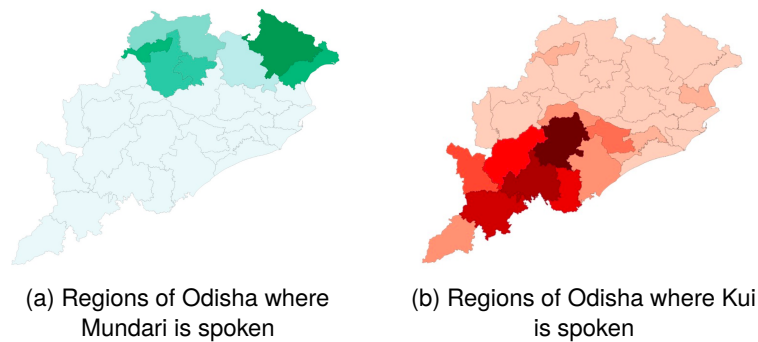 (a) Regions of Odisha where
Mundari is spoken
(b) Regions of Odisha where Kui
is spoken